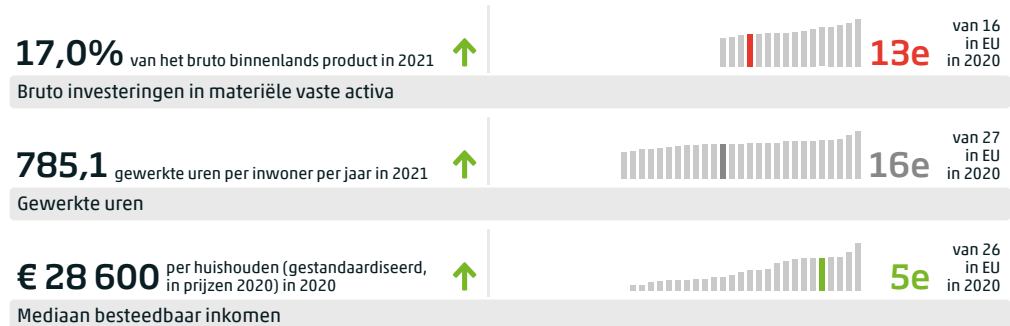 17,0% van het bruto binnenlands product in 2021
13e
van 16
in EU
in 2020
Bruto investeringen in materiële vaste activa
785,1 gewerkte uren per inwoner per jaar in 2021
16e
van 27
in EU
in 2020
Gewerkte uren
€ 28 600 per huishouden (gestandaardiseerd,
in prijzen 2020) in 2020
5e
van 26
in EU
in 2020
Mediaan besteedbaar inkomen